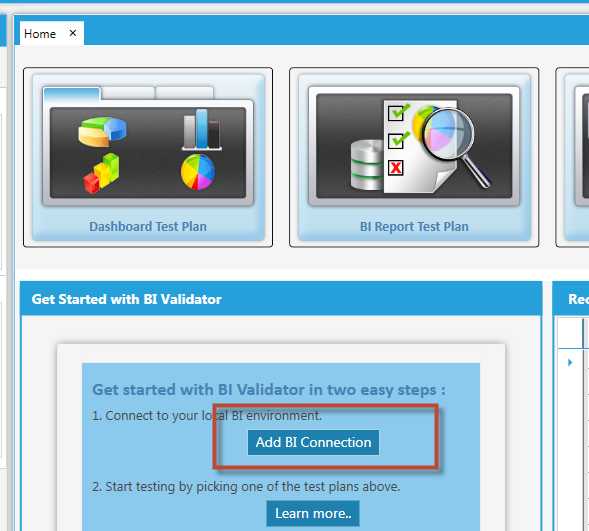 Home ×
Dashboard Test Plan
BI Report Test Plan
Get Started with BI Validator
Get started with BI Validator in two easy steps :
1. Connect to your local BI environment.
Add BI Connection
2. Start testing by picking one of the test plans above.
Learn more..